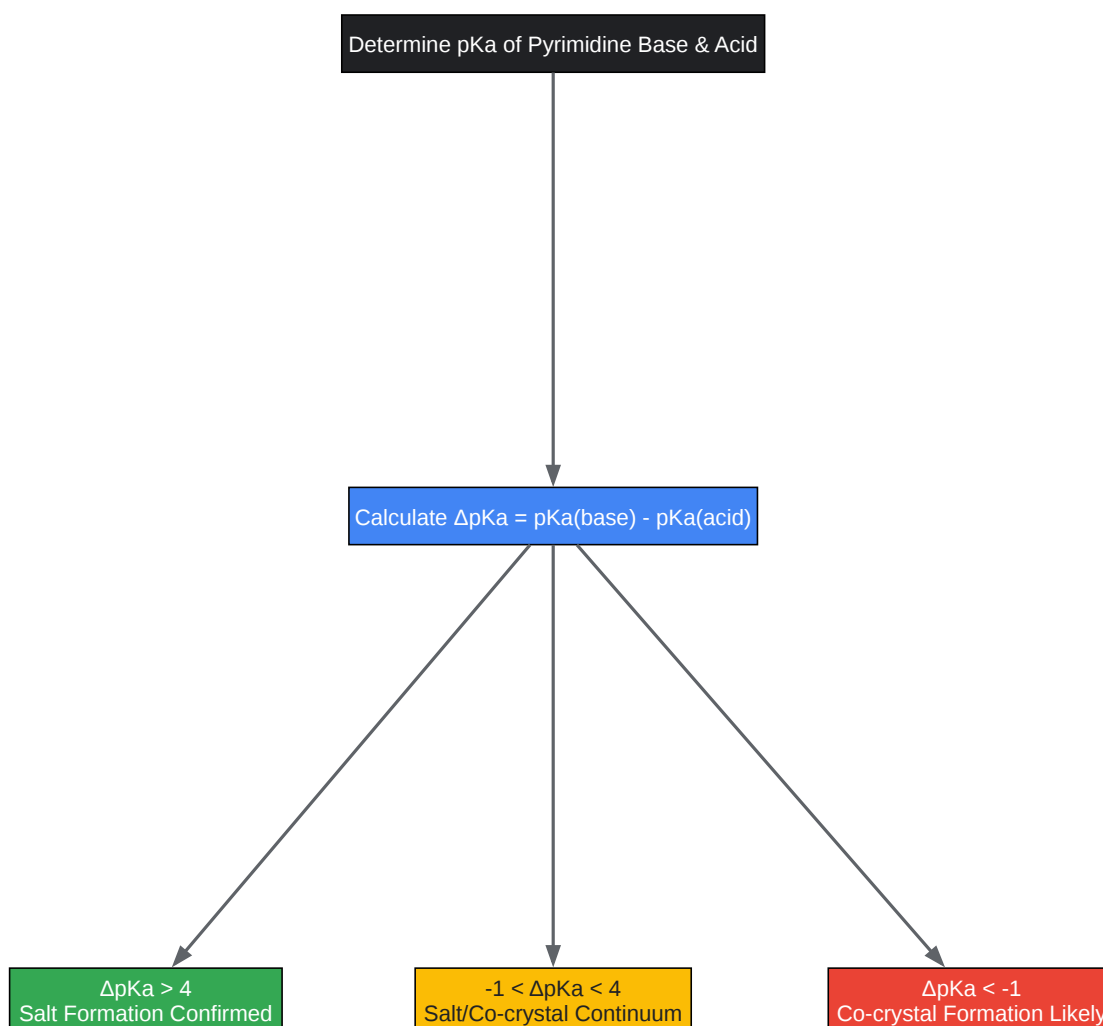 Determine pKa of Pyrimidine Base & Acid
Calculate ΔpKa = pKa(base) - pKa(acid)
ΔpKa > 4
Salt Formation Confirmed
-1 < ΔpKa < 4
Salt/Co-crystal Continuum
ΔpKa < -1
Co-crystal Formation Likely